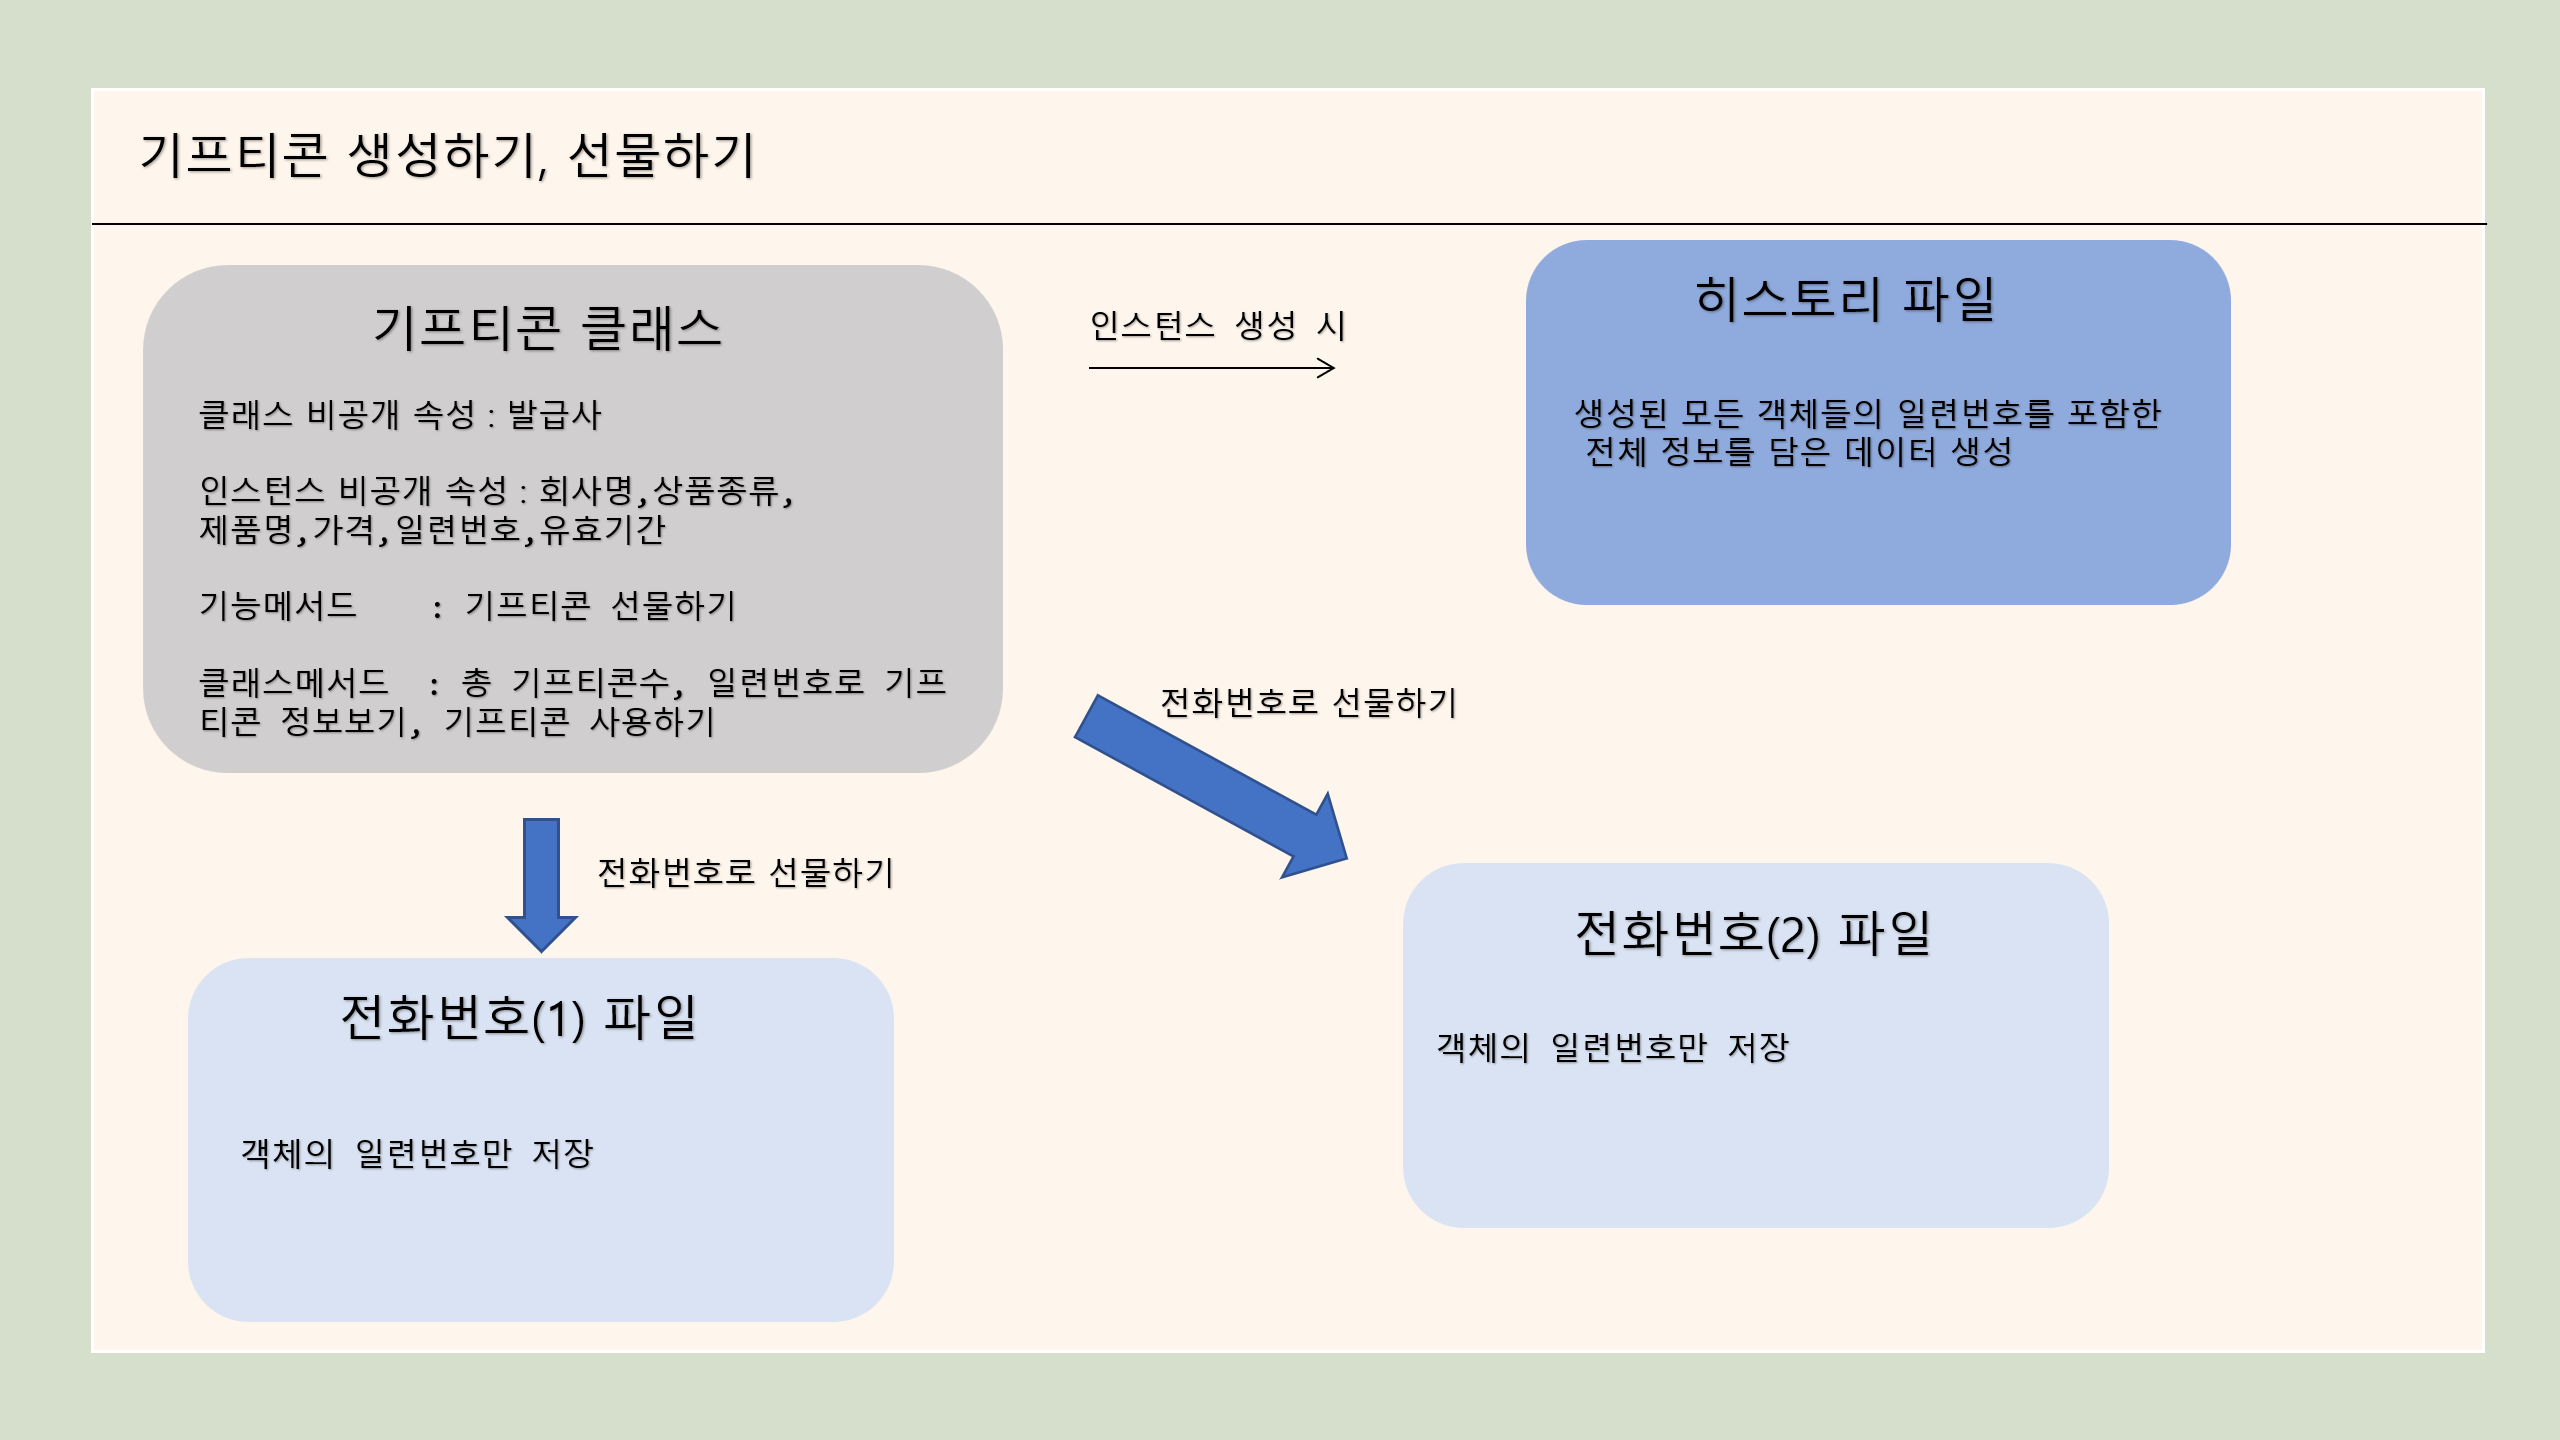 기프티콘 생성하기, 선물하기
기프티콘 클래스
클래스 비공개 속성 : 발급사
인스턴스 비공개 속성 : 회사명,상품종류,
제품명,가격,일련번호,유효기간
기능메서드 : 기프티콘 선물하기
클래스메서드 : 총 기프티콘수, 일련번호로 기프
티콘 정보보기, 기프티콘 사용하기
인스턴스 생성 시
히스토리 파일
생성된 모든 객체들의 일련번호를 포함한
전체 정보를 담은 데이터 생성
전화번호로 선물하기
전화번호로 선물하기
전화번호(1) 파일
객체의 일련번호만 저장
전화번호(2) 파일
객체의 일련번호만 저장